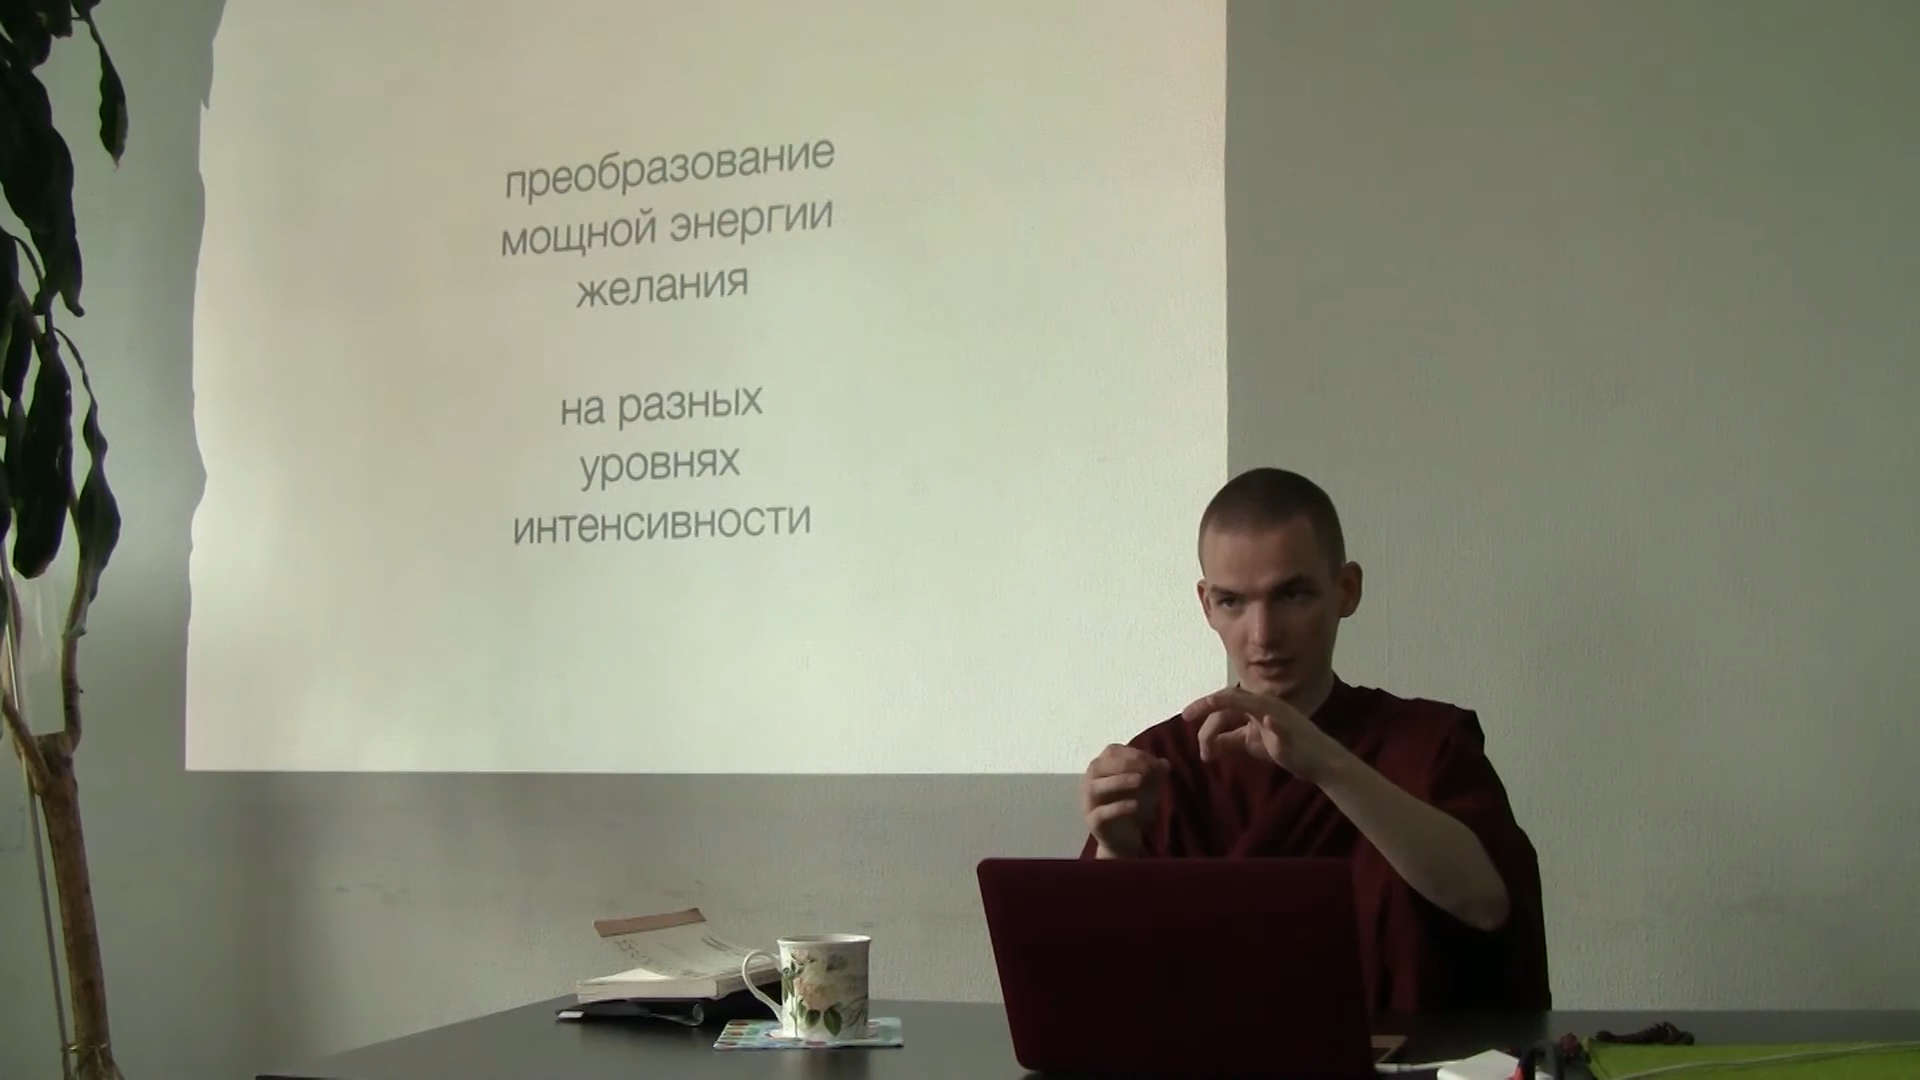 преобразование
мощной энергии
желания
на разных
уровнях
интенсивности